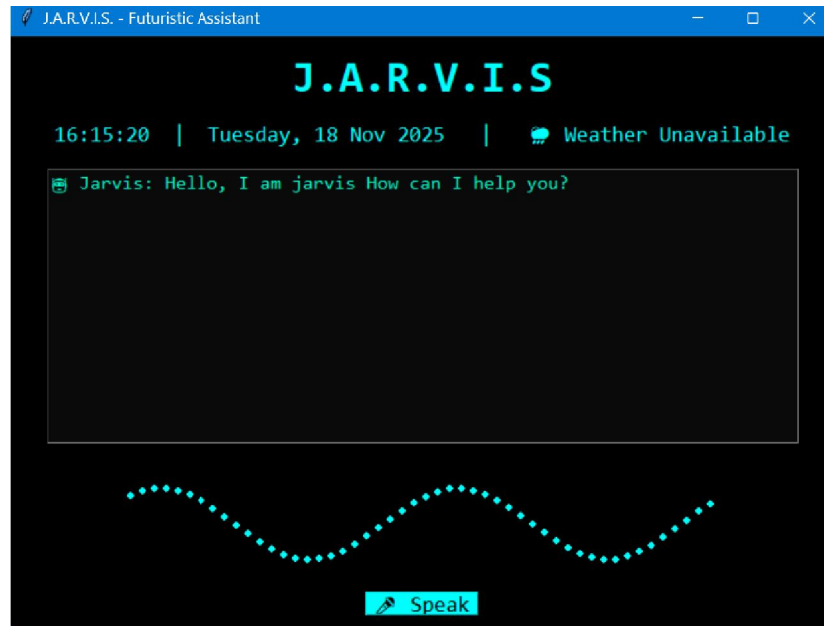 J.A.R.V.I.S. - Futuristic Assistant
J.A.R.V.I.S
16:15:20 | Tuesday, 18 Nov 2025 | Weather Unavailable
Jarvis: Hello, I am jarvis How can I help you?
Speak